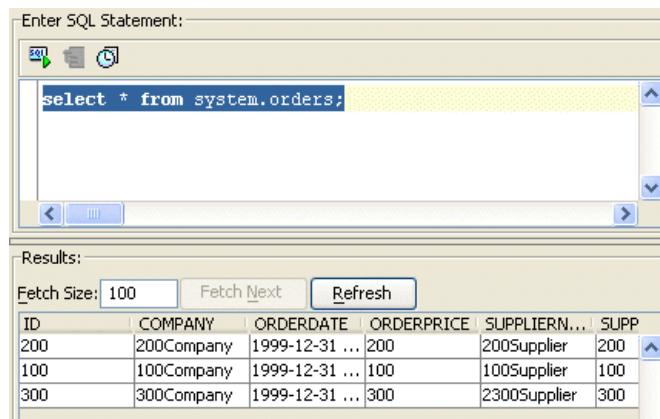 Enter SQL Statement:
SQL
select * from system.orders;
Results:
Fetch Size: 100 Fetch Next Refresh
ID COMPANY ORDERDATE ORDERPRICE SUPPLIERN... SUPP
200 200Company 1999-12-31 ... 200 200Supplier 200
100 100Company 1999-12-31 ... 100 100Supplier 100
300 300Company 1999-12-31 ... 300 2300Supplier 300